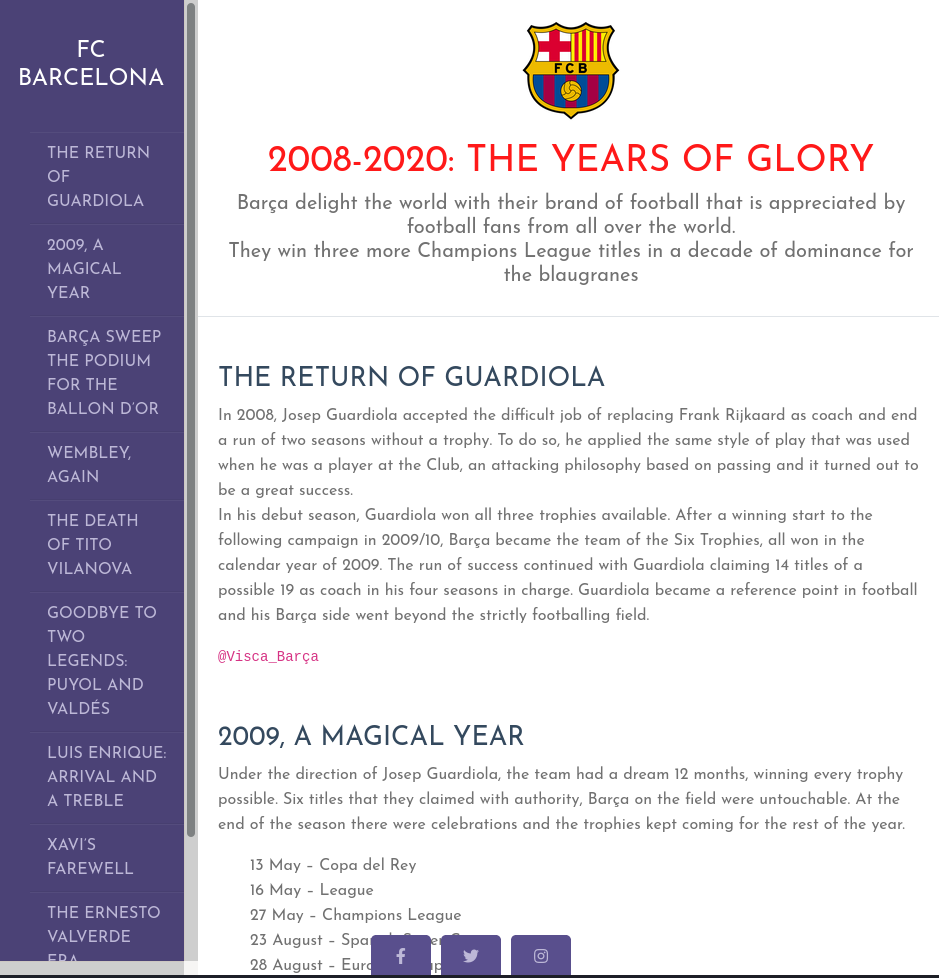 FC
BARCELONA
THE RETURN
OF
GUARDIOLA
2009, A
MAGICAL
YEAR
BARÇA SWEEP
THE PODIUM
FOR THE
BALLON D'OR
WEMBLEY,
AGAIN
THE DEATH
OF TITO
VILANOVA
GOODBYE TO
TWO
LEGENDS:
PUYOL AND
VALDÉS
LUIS ENRIQUE:
ARRIVAL AND
A TREBLE
XAVI'S
FAREWELL
THE ERNESTO
VALVERDE
ERA
FCB
2008-2020: THE YEARS OF GLORY
Barça delight the world with their brand of football that is appreciated by
football fans from all over the world.
They win three more Champions League titles in a decade of dominance for
the blaugranes
THE RETURN OF GUARDIOLA
In 2008, Josep Guardiola accepted the difficult job of replacing Frank Rijkaard as coach and end
a run of two seasons without a trophy. To do so, he applied the same style of play that was used
when he was a player at the Club, an attacking philosophy based on passing and it turned out to
be a great success.
In his debut season, Guardiola won all three trophies available. After a winning start to the
following campaign in 2009/10, Barça became the team of the Six Trophies, all won in the
calendar year of 2009. The run of success continued with Guardiola claiming 14 titles of a
possible 19 as coach in his four seasons in charge. Guardiola became a reference point in football
and his Barça side went beyond the strictly footballing field.
@Visca_Barça
2009, A MAGICAL YEAR
Under the direction of Josep Guardiola, the team had a dream 12 months, winning every trophy
possible. Six titles that they claimed with authority, Barça on the field were untouchable. At the
end of the season there were celebrations and the trophies kept coming for the rest of the year.
13 May – Copa del Rey
16 May – League
27 May – Champions League
23 August –
28 August –